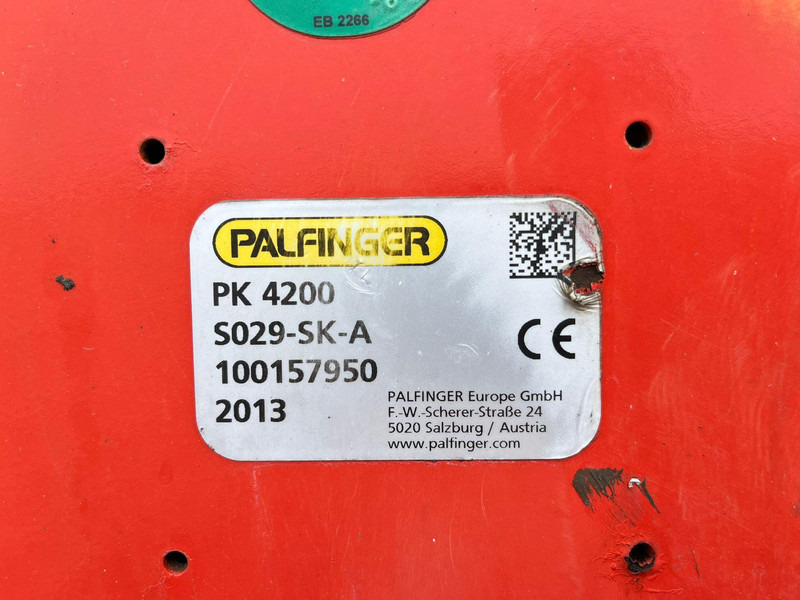 EB 2266
PALFINGER
PK 4200
S029-SK-A
CE
100157950
2013
PALFINGER Europe GmbH
F.-W.-Scherer-Straße 24
5020 Salzburg / Austria
www.palfinger.com